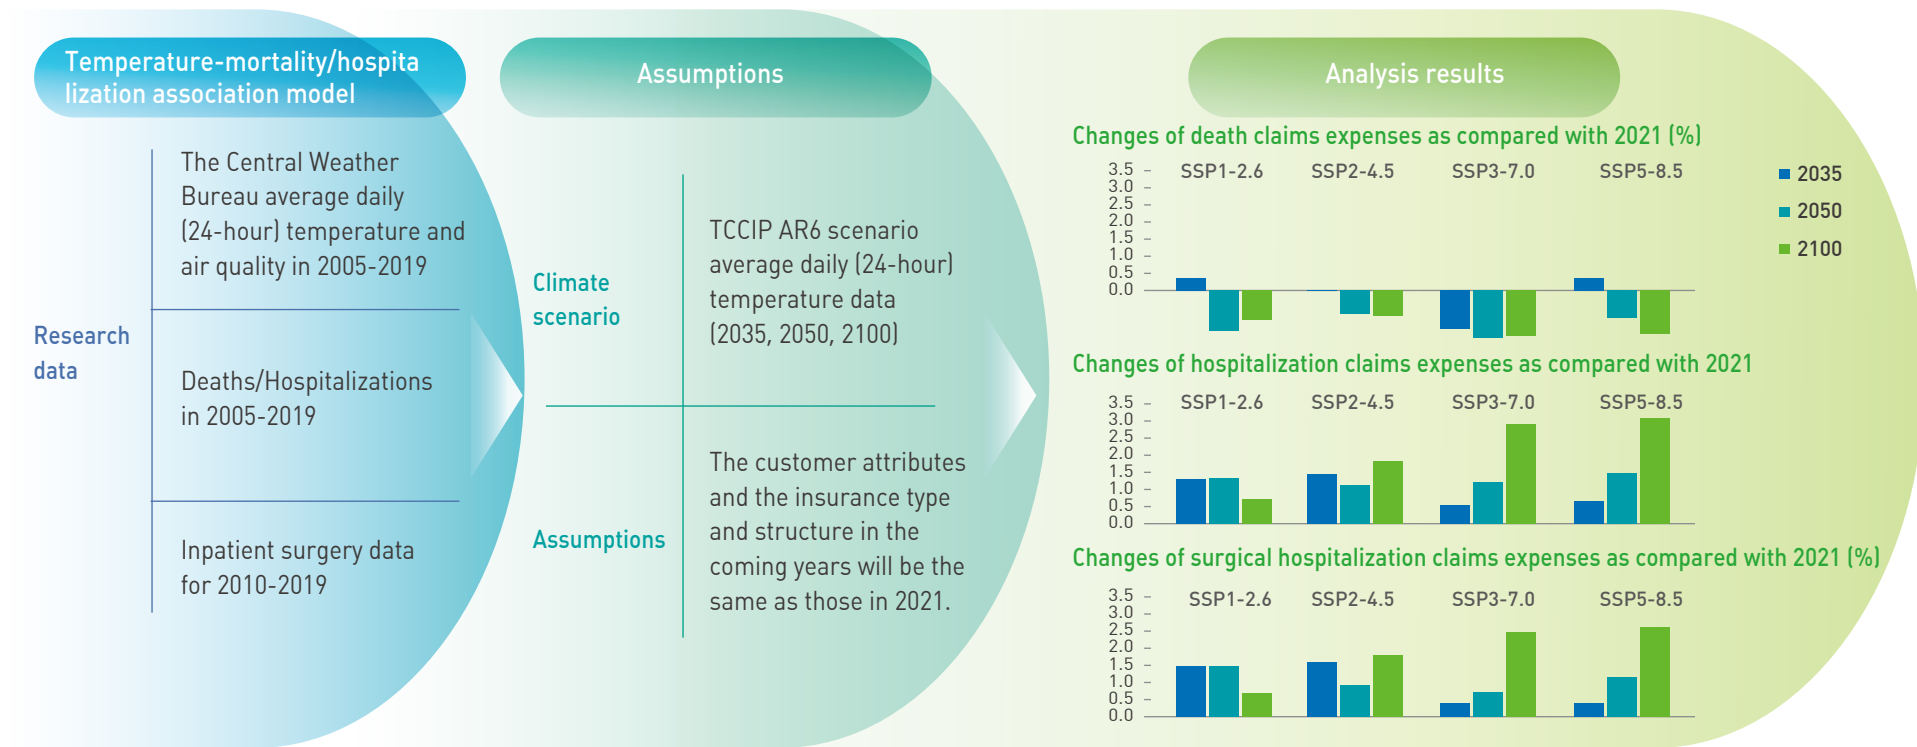 Temperature-mortality/hospita
lization association model
Research
data
The Central Weather
Bureau average daily
(24-hour) temperature and
air quality in 2005-2019
Deaths/Hospitalizations
in 2005-2019
Inpatient surgery data
for 2010-2019
Assumptions
Climate
scenario
TCCIP AR6 scenario
average daily (24-hour)
temperature data
(2035, 2050, 2100)
Assumptions
The customer attributes
and the insurance type
and structure in the
coming years will be the
same as those in 2021.
Analysis results
Changes of death claims expenses as compared with 2021 (%)
3.5
3.0
2.5
2.0
1.5
1.0
0.5
0.0
SSP1-2.6 SSP2-4.5 SSP3-7.0 SSP5-8.5
2035
2050
2100
Changes of hospitalization claims expenses as compared with 2021
3.5
3.0
2.5
2.0
1.5
1.0
0.5
0.0
SSP1-2.6 SSP2-4.5 SSP3-7.0 SSP5-8.5
Changes of surgical hospitalization claims expenses as compared with 2021 (%)
3.5
3.0
2.5
2.0
1.5
1.0
0.5
0.0
SSP1-2.6 SSP2-4.5 SSP3-7.0 SSP5-8.5